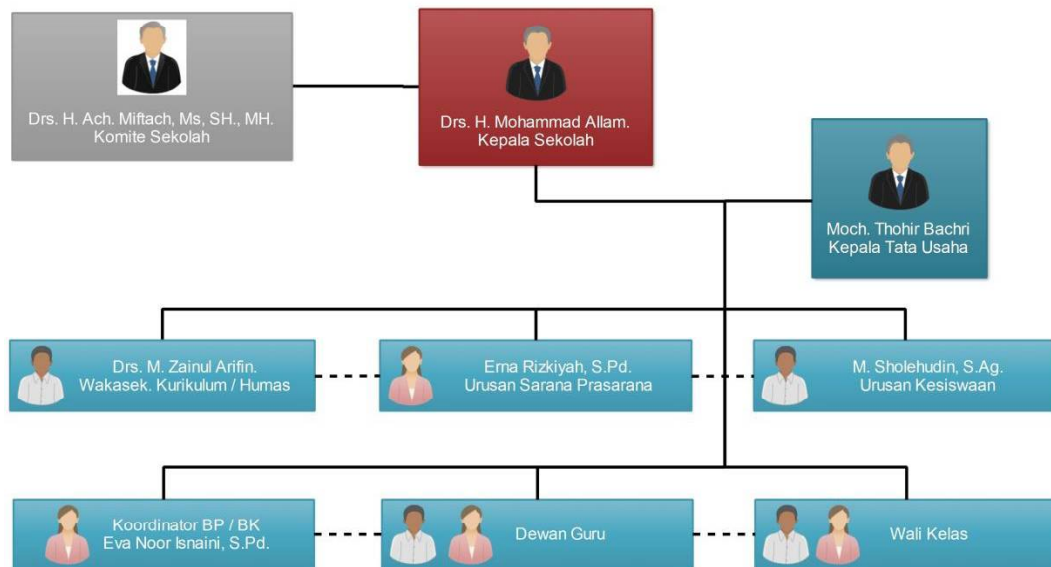 Drs. H. Ach. Miftach, Ms, SH., MH.
Komite Sekolah
Drs. H. Mohammad Allam.
Kepala Sekolah
Moch. Thohir Bachri
Kepala Tata Usaha
Drs. M. Zainul Arifin.
Wakasek. Kurikulum / Humas
Erna Rizkiyah, S.Pd.
Urusan Sarana Prasarana
M. Sholehudin, S.Ag.
Urusan Kesiswaan
Koordinator BP / BK
Eva Noor Isnaini, S.Pd.
Dewan Guru
Wali Kelas